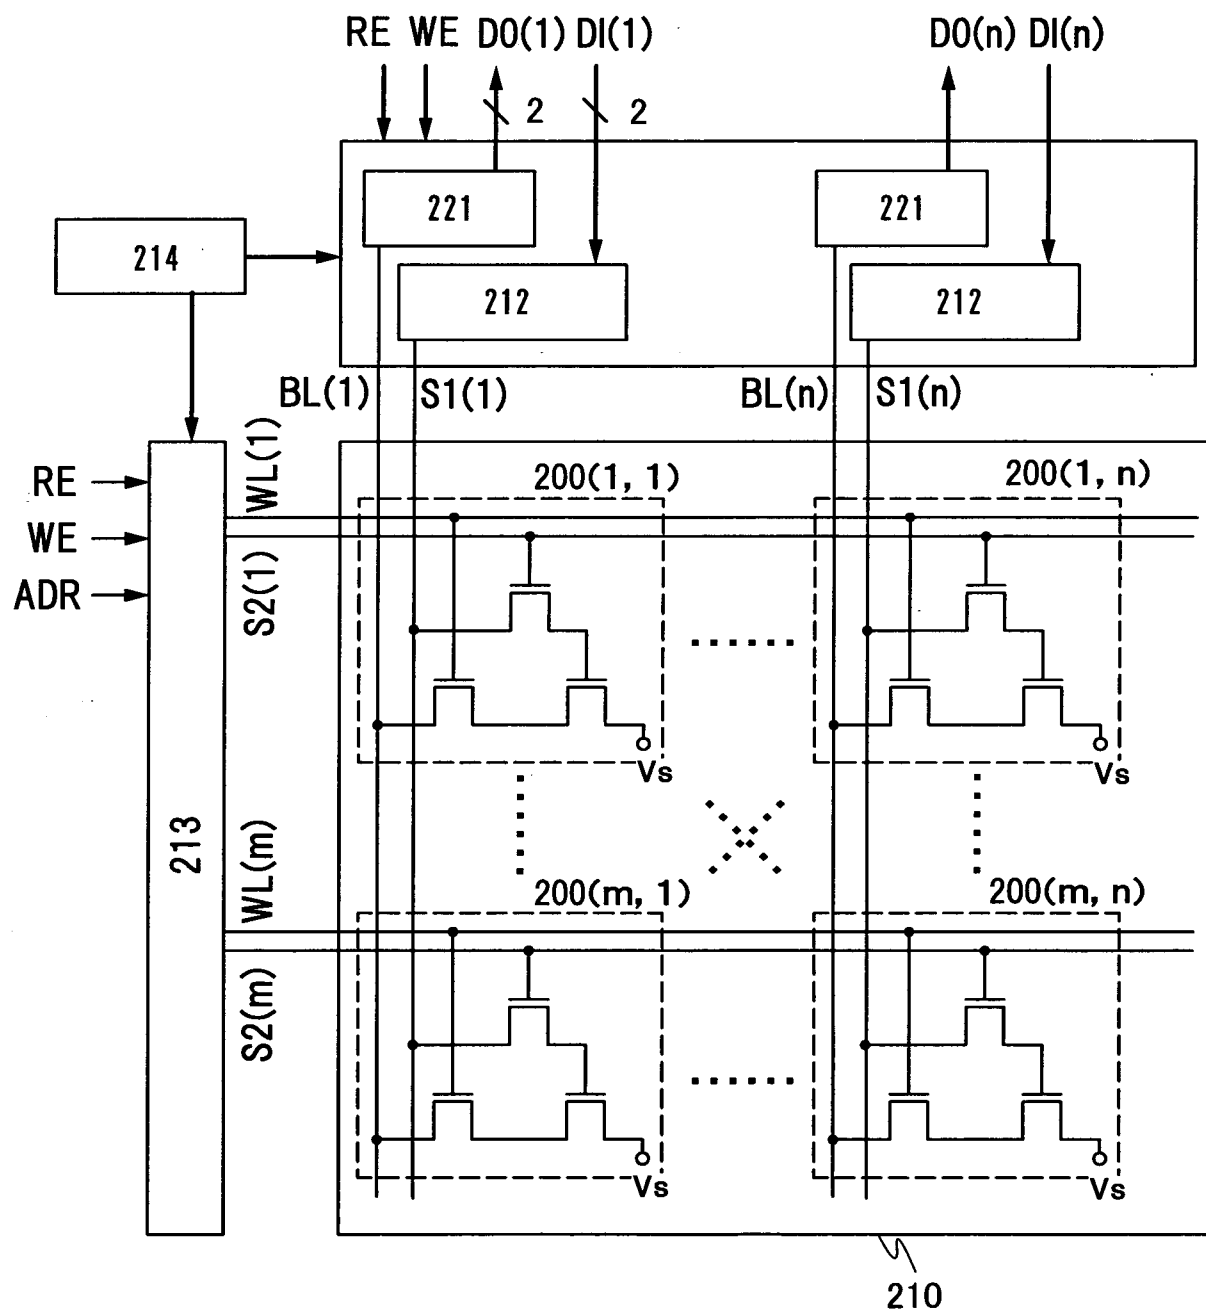 RE WE D0(1) DI(1) D0(n) DI(n)
2 2
221 221
214
212 212
BL(1) S1(1) BL(n) S1(n)
WL(1)
200(1, 1) 200(1, n)
RE
WE
S2(1)
ADR
Vs Vs
213
WL(m)
200(m, 1) 200(m, n)
S2(m)
Vs Vs
210